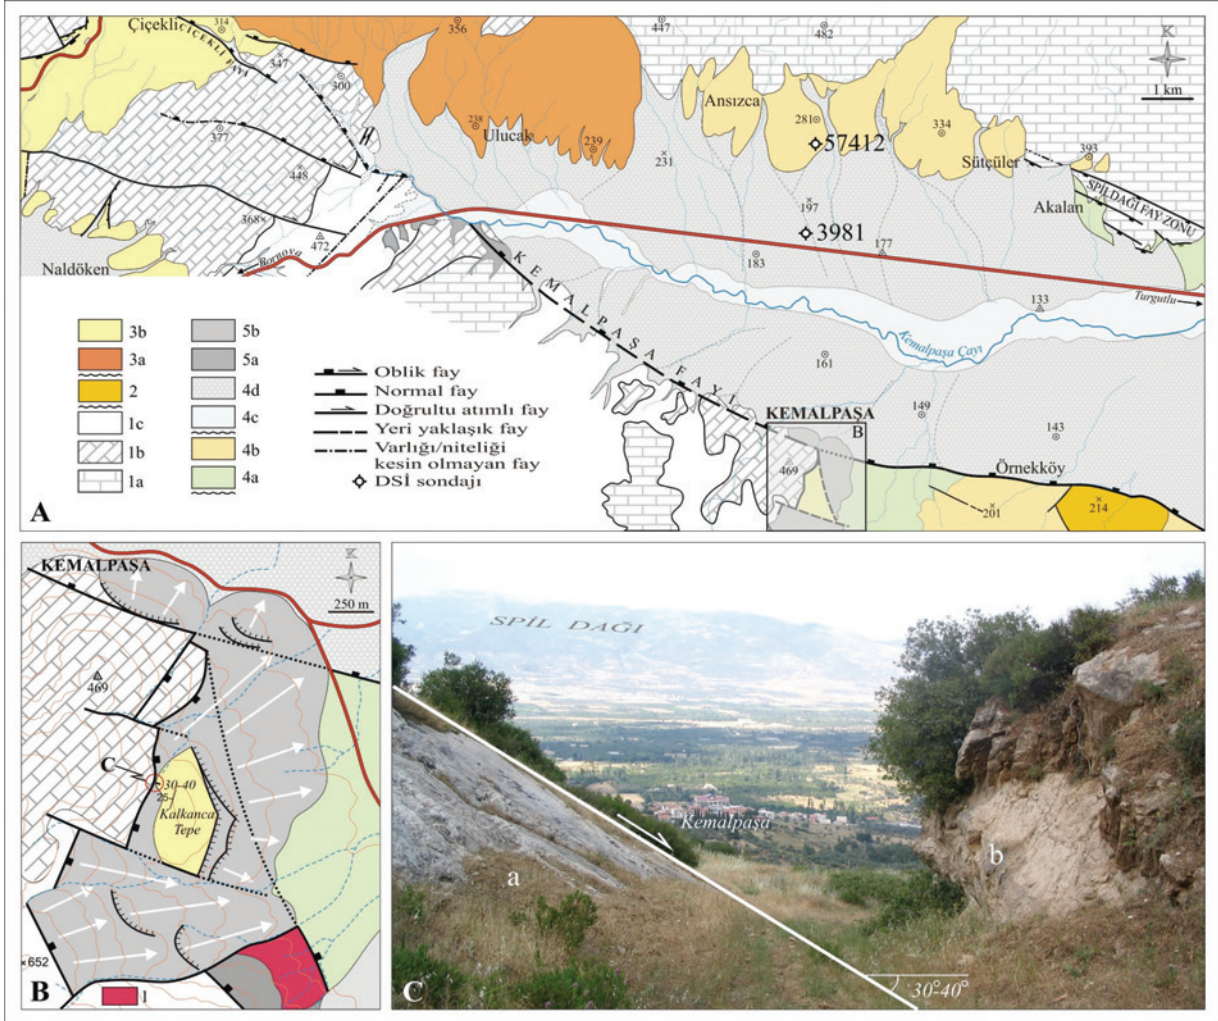 Çiçekli
314
ÇİÇEKLİ FAYI
347
300
377
448
368
472
Bornova
Naldöken
356
238
Ulucak
239
447
231
482
Ansızca
281
57412
334
Sütçüler
393
K
1 km
SPİLDAĞI FAY ZONU
Akalan
197
3981
177
183
133
Turgutlu
Kemalpaşa Çayı
KEMALPAŞA FAYI
161
149
143
KEMALPAŞA
B
469
Örnekköy
201
214
3b
3a
2
1c
1b
1a
5b
5a
4d
4c
4b
4a
Oblik fay
Normal fay
Doğrultu atımlı fay
Yeri yaklaşık fay
Varlığı/niteliği
kesin olmayan fay
DSİ sondajı
A
KEMALPAŞA
K
250 m
469
C
30-40
25
Kalkanca
Tepe
652
B
1
SPİL DAĞI
Kemalpaşa
a
b
30°-40°
C